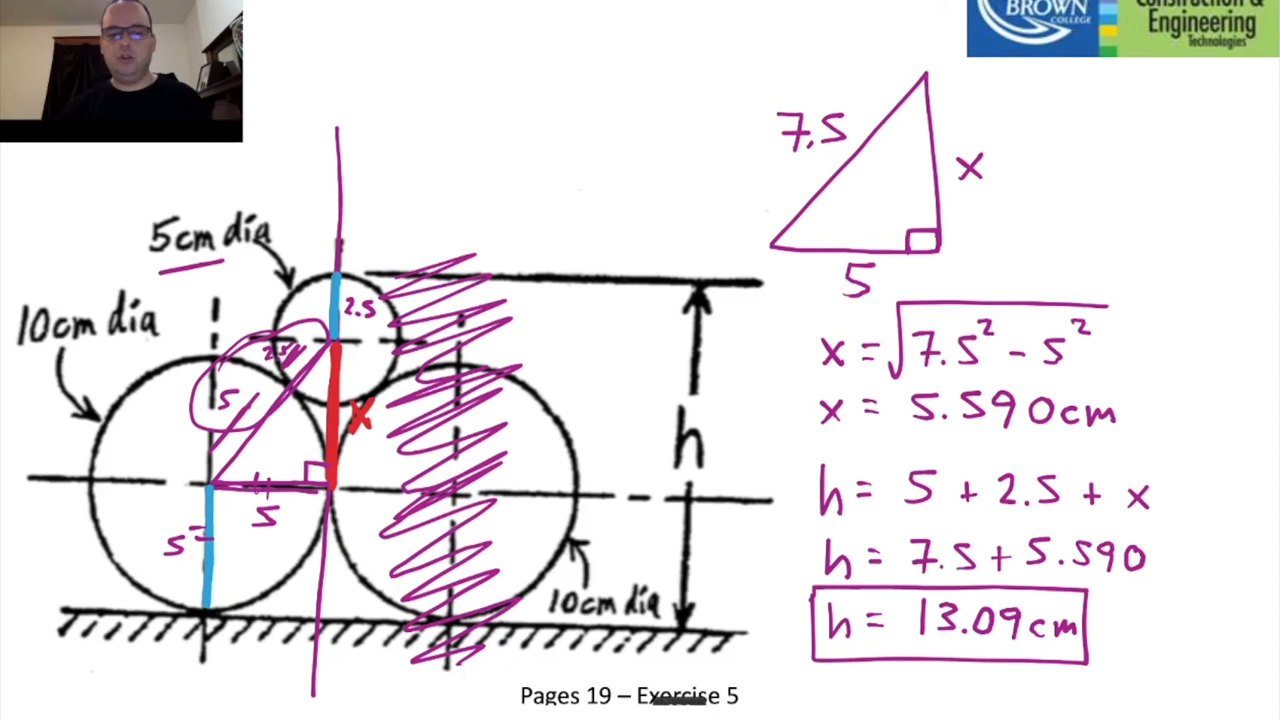 BROWN
COLLEGE
Construction &
Engineering
Technologies
7.5
x
5
5cm dia
10cm dia
2.5
2.5
5
x
h
5
5
10cm dia
x = √7.5² - 5²
x = 5.590cm
h = 5 + 2.5 + x
h = 7.5 + 5.590
h = 13.09cm
Pages 19 – Exercise 5